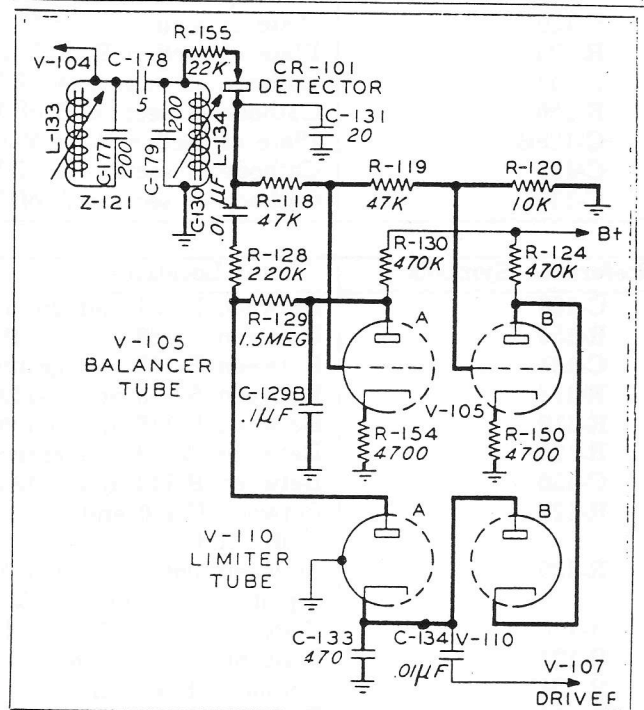 R-155
22K
V-104
C-178
5
CR-101
DETECTOR
L-133
C-177
200
C-179
200
L-134
Z-121
C-131
20
C-130
.01 µF
R-118
47K
R-119
47K
R-120
10K
B+
R-128
220K
R-130
470K
R-124
470K
R-129
1.5MEG
A
B
V-105
BALANCER
TUBE
C-129B
.1µF
V-105
R-154
4700
R-150
4700
V-110
LIMITER
TUBE
A
B
C-133
470
C-134
.01µF
V-110
V-107
DRIVER